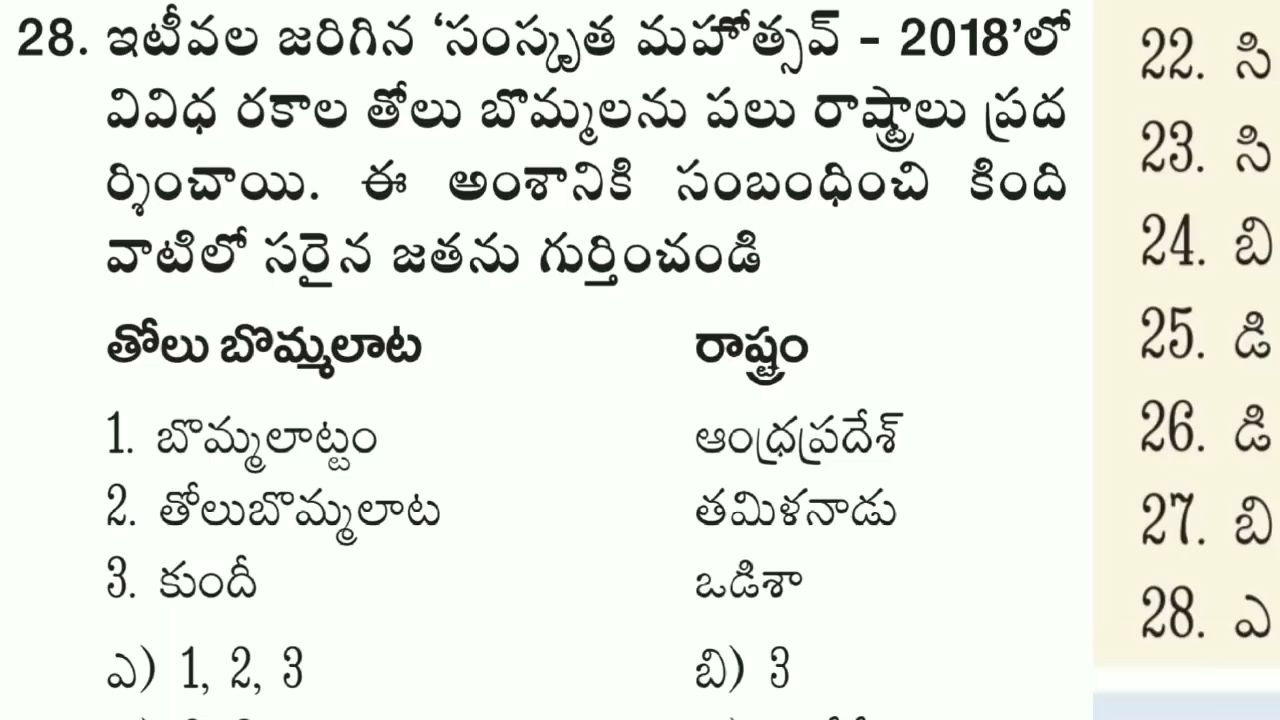 28. ఇటీవల జరిగిన ‘సంస్కృత మహోత్సవ్ - 2018’లో
వివిధ రకాల తోలు బొమ్మలను పలు రాష్ట్రాలు ప్రద
ర్శించాయి. ఈ అంశానికి సంబంధించి కింది
వాటిలో సరైన జతను గుర్తించండి
తోలు బొమ్మలాట రాష్ట్రం
1. బొమ్మలాట్టం ఆంధ్రప్రదేశ్
2. తోలుబొమ్మలాట తమిళనాడు
3. కుందీ ఒడిశా
ఎ) 1, 2, 3 బి) 3
22. సి
23. సి
24. బి
25. డి
26. డి
27. బి
28. ఎ